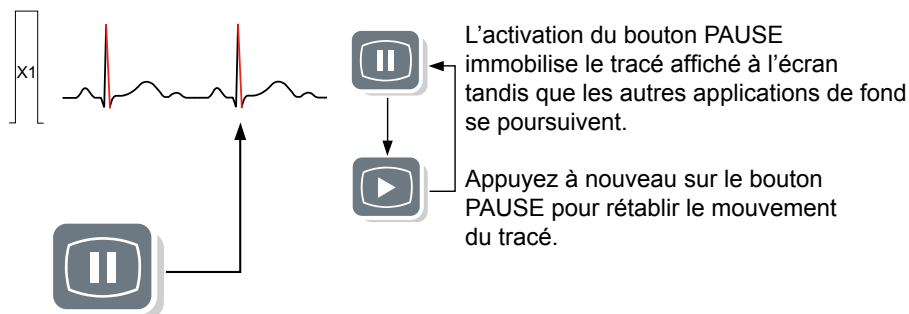 X1
L’activation du bouton PAUSE
immobilise le tracé affiché à l’écran
tandis que les autres applications de fond
se poursuivent.
Appuyez à nouveau sur le bouton
PAUSE pour rétablir le mouvement
du tracé.